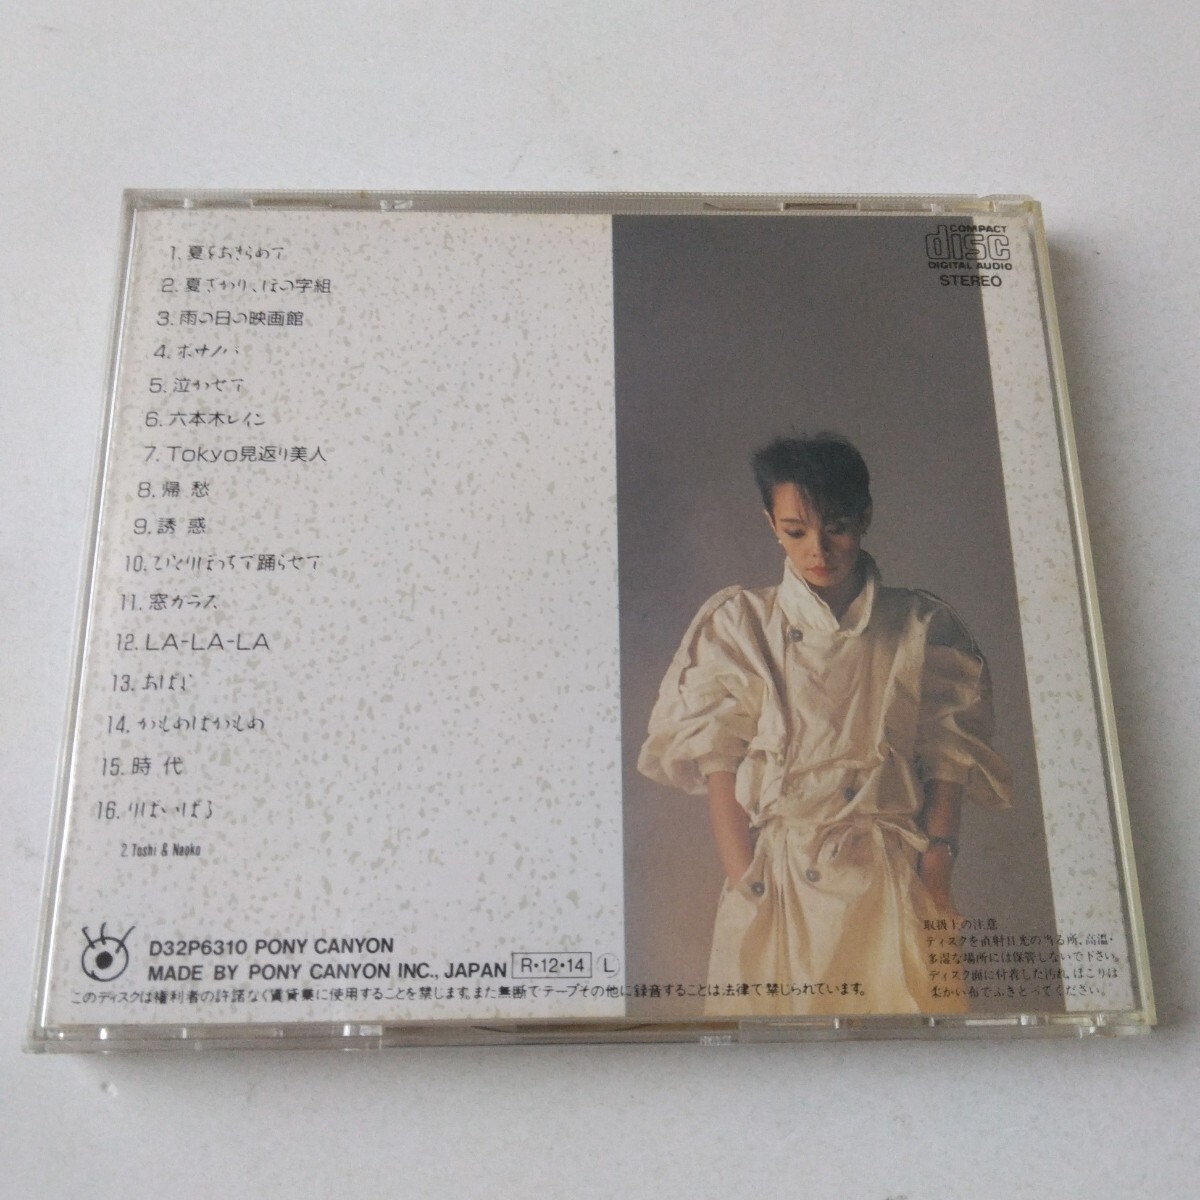 1. 夏をあきらめて
2. 夏ざかりほの字組
3. 雨の日の映画館
4. ボサノバ
5. 泣かせて
6. 六本木レイン
7. Tokyo見返り美人
8. 帰愁
9. 誘惑
10. ひとりぼっちで踊らせて
11. 窓ガラス
12. LA-LA-LA
13. あばよ
14. かもめはかもめ
15. 時代
16. りばいばる
2. Toshi & Naoko
COMPACT
disc
DIGITAL AUDIO
STEREO
D32P6310 PONY CANYON
MADE BY PONY CANYON INC., JAPAN R・12・14 L
このディスクは権利者の許諾なく賃貸業に使用することを禁じます。また無断でテープその他に録音することは法律で禁じられています。
取扱上の注意
ディスクを直射日光の当る所、高温・
多湿な場所には保管しないで下さい。
ディスク面に付着した汚れ、ほこりは
柔かい布でふきとってください。